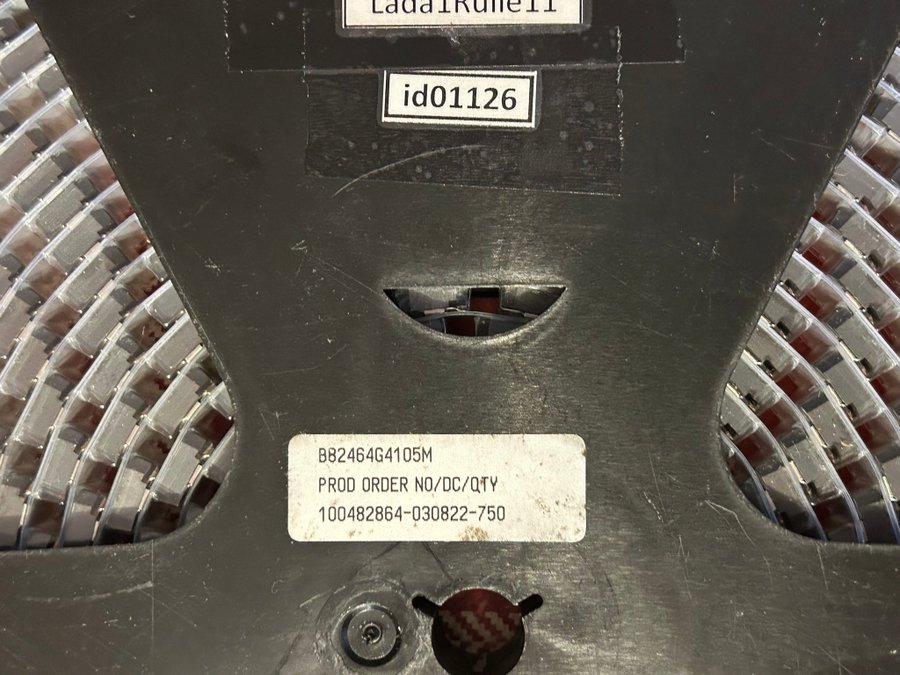 id01126
B82464G4105M
PROD ORDER NO/DC/QTY
100482864-030822-750